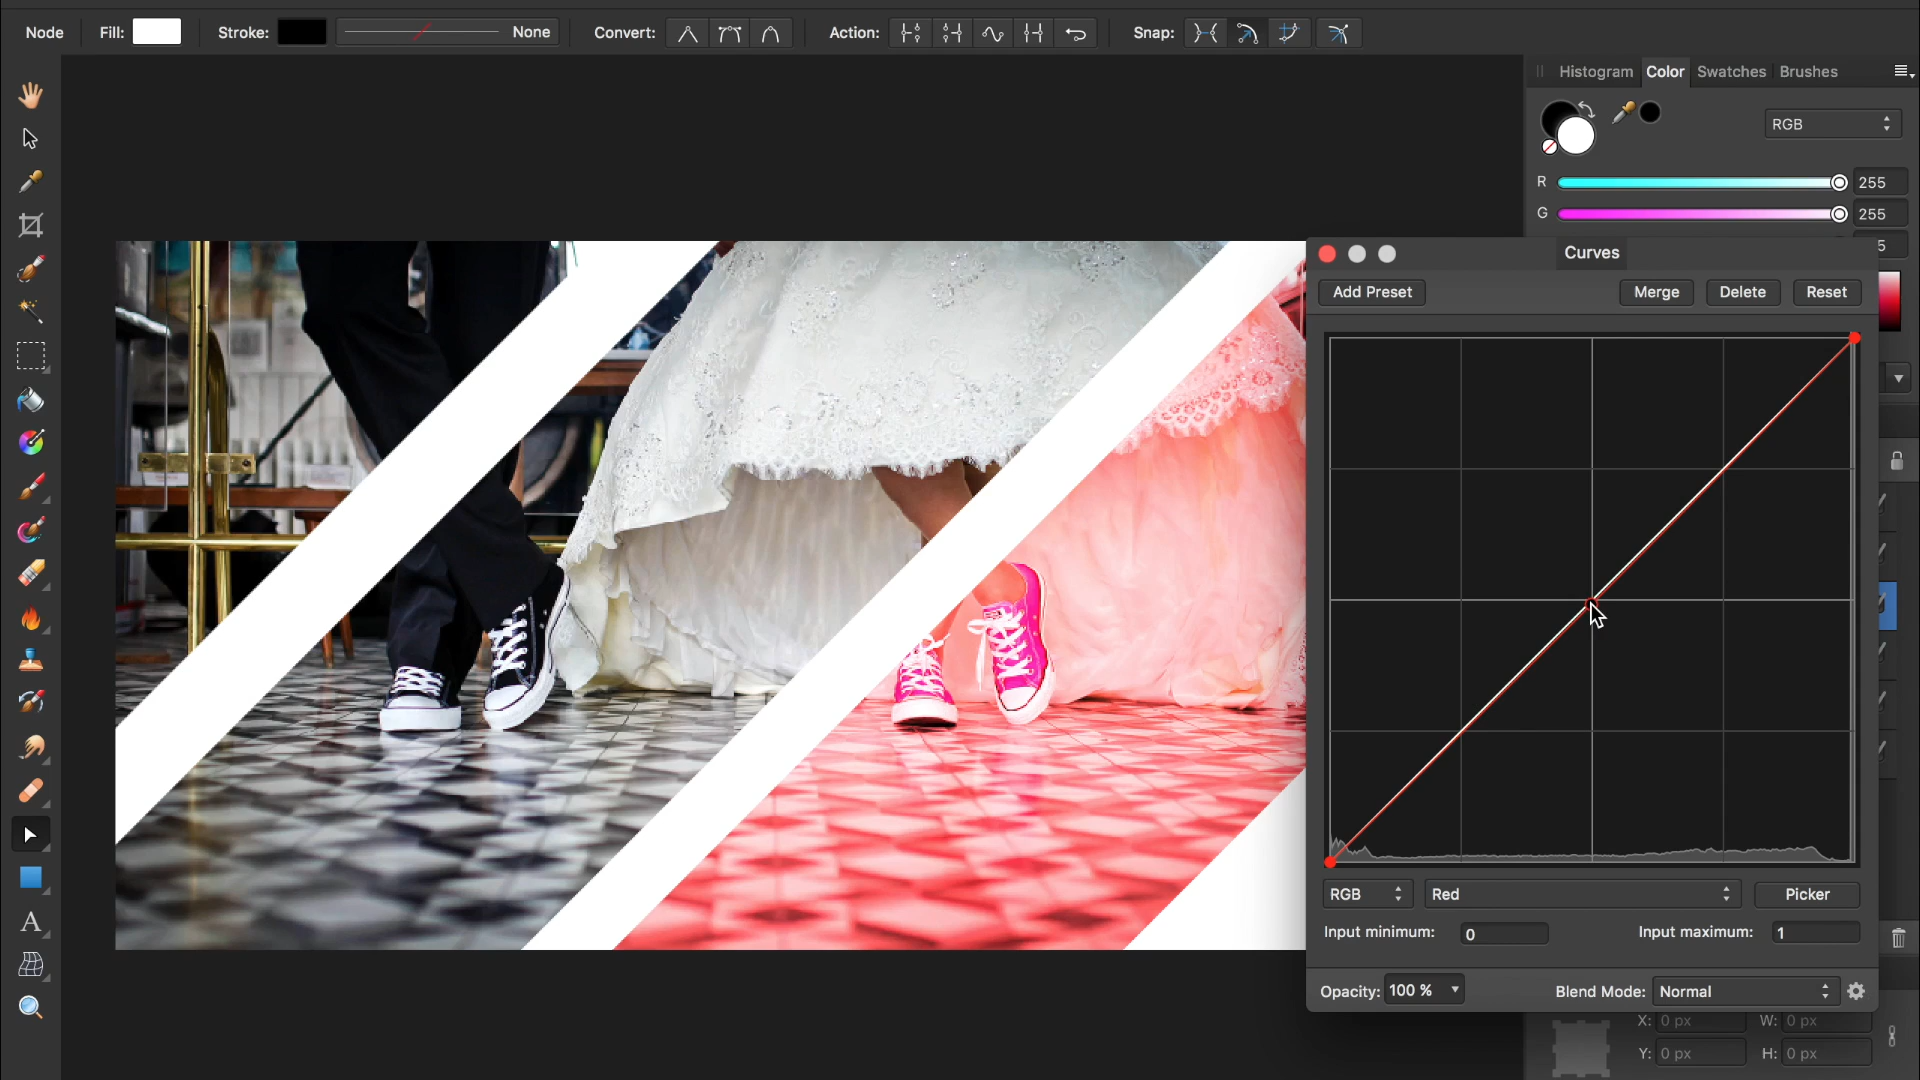 Node Fill: Stroke: None Convert: Action: Snap:
Histogram Color Swatches Brushes
RGB
R 255
G 255
5
Curves
Add Preset Merge Delete Reset
RGB Red Picker
Input minimum: 0 Input maximum: 1
Opacity: 100 % Blend Mode: Normal
X: 0 px W: 0 px
Y: 0 px H: 0 px